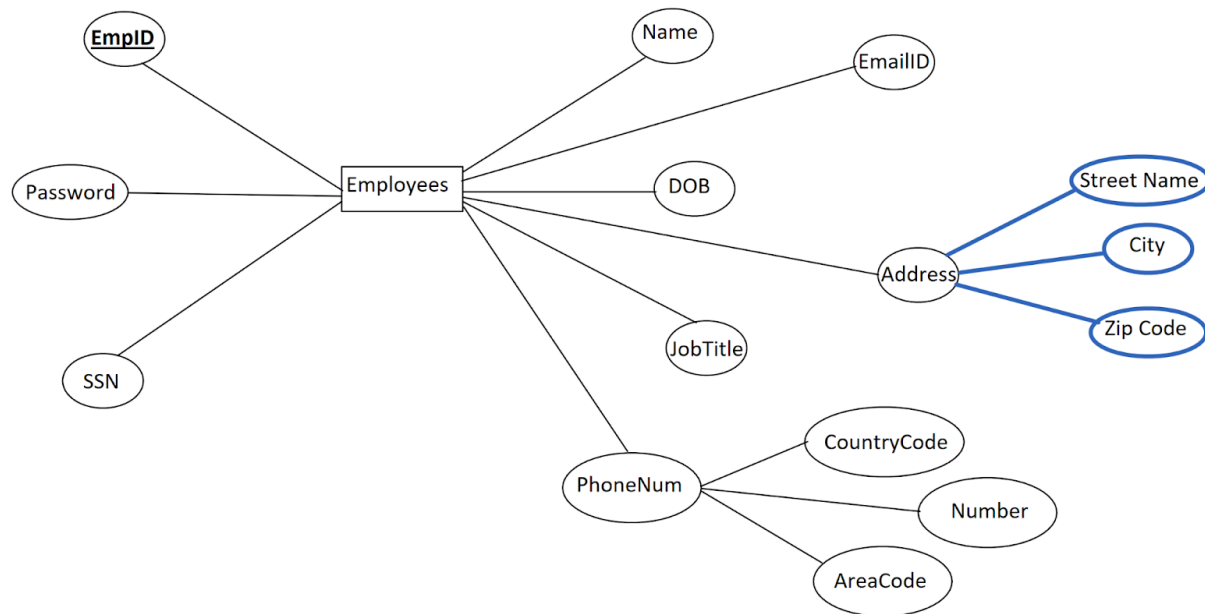 EmpID
Name
EmailID
Password
Employees
DOB
Street Name
City
Address
Zip Code
JobTitle
SSN
CountryCode
PhoneNum
Number
AreaCode